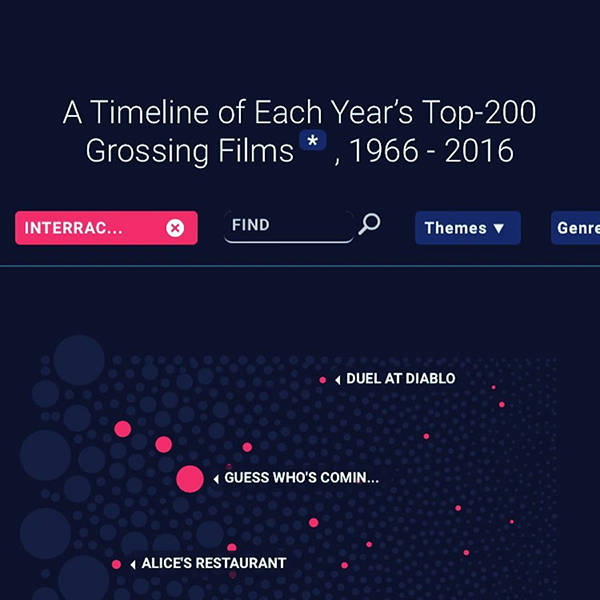 A Timeline of Each Year's Top-200
Grossing Films * , 1966 - 2016
INTERRAC...
FIND
Themes ▼
Genre
DUEL AT DIABLO
GUESS WHO'S COMIN...
ALICE'S RESTAURANT